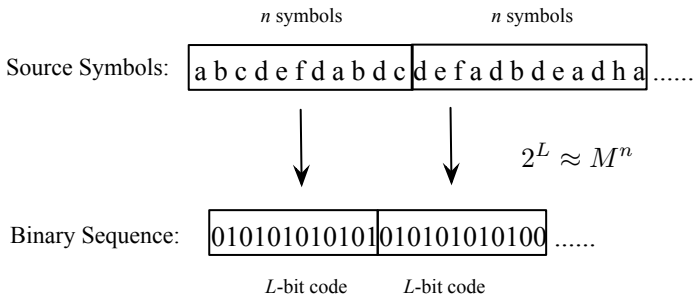 n symbols n symbols
Source Symbols: a b c d e f d a b d c d e f a d b d e a d h a ......
2^L ≈ M^n
Binary Sequence: 010101010101 010101010100 ......
L-bit code L-bit code